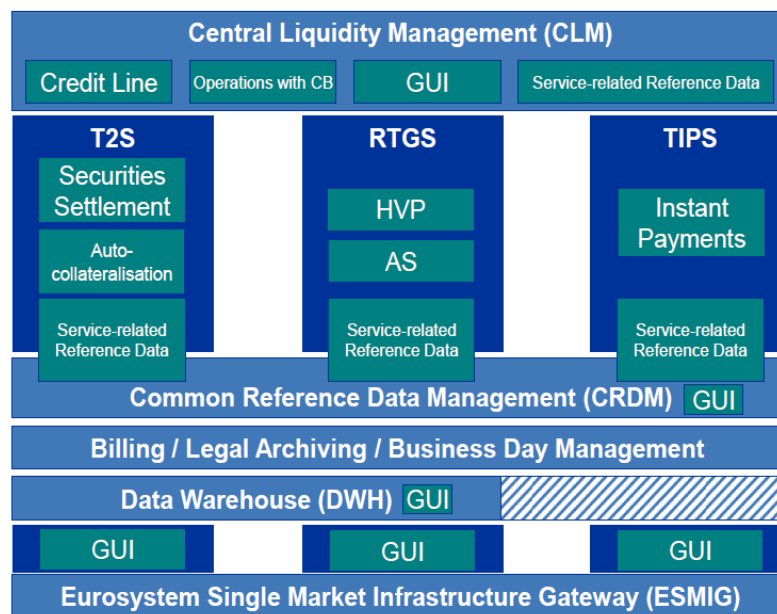 Central Liquidity Management (CLM)
Credit Line
Operations with CB
GUI
Service-related Reference Data
T2S
Securities
Settlement
Auto-
collateralisation
Service-related
Reference Data
RTGS
HVP
AS
Service-related
Reference Data
TIPS
Instant
Payments
Service-related
Reference Data
Common Reference Data Management (CRDM)
GUI
Billing / Legal Archiving / Business Day Management
Data Warehouse (DWH)
GUI
GUI
GUI
GUI
Eurosystem Single Market Infrastructure Gateway (ESMIG)